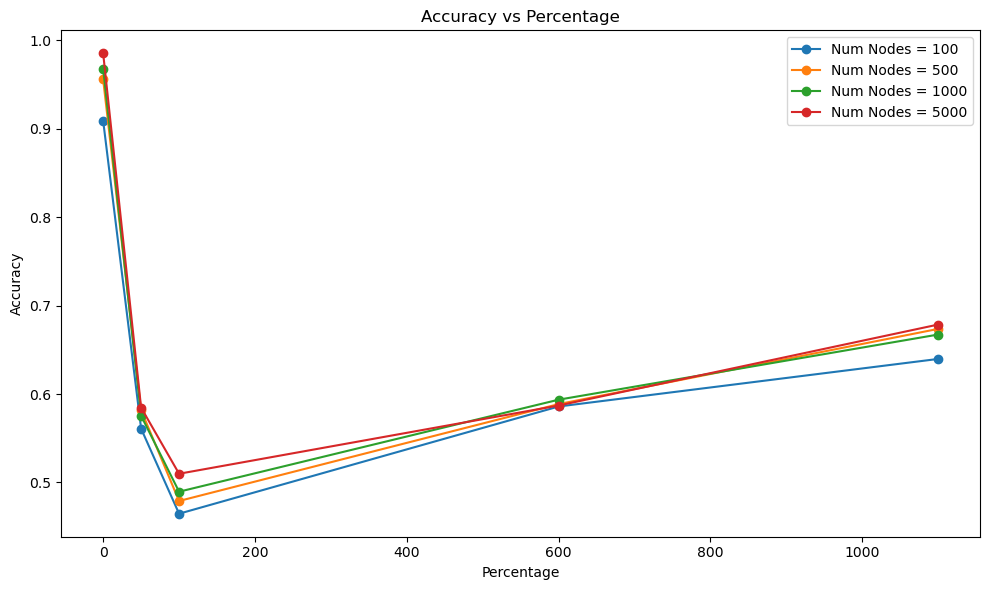 Accuracy vs Percentage
Num Nodes = 100
Num Nodes = 500
Num Nodes = 1000
Num Nodes = 5000
1.0
0.9
0.8
0.7
0.6
0.5
Accuracy
0 200 400 600 800 1000
Percentage